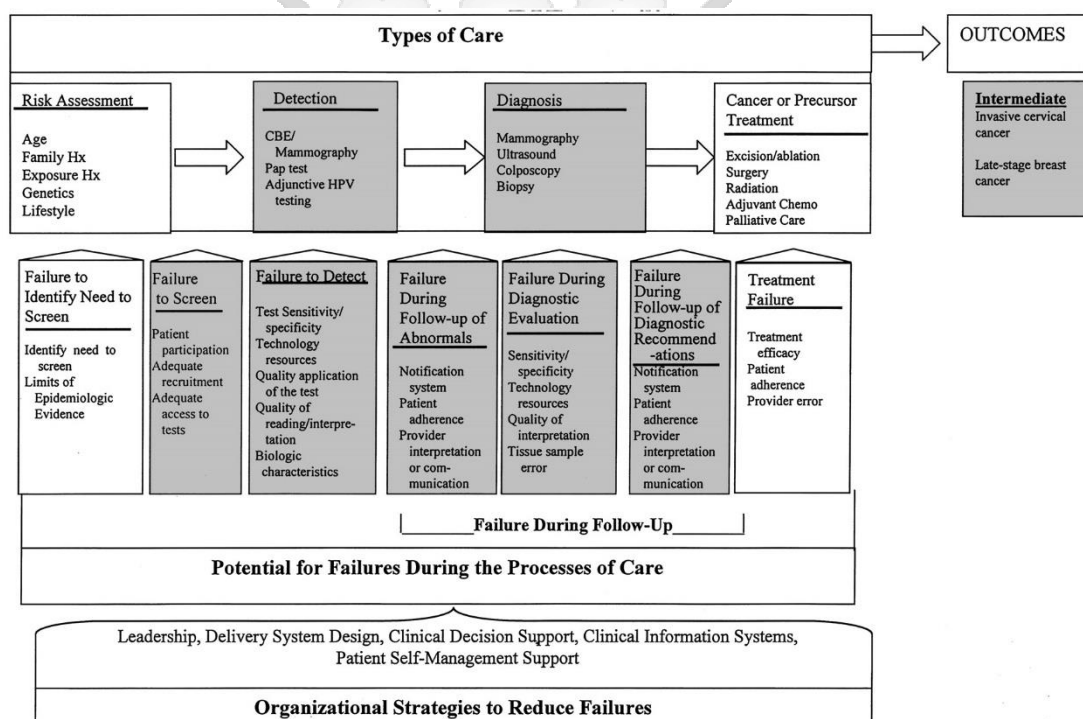 Types of Care
OUTCOMES
Risk Assessment
Age
Family Hx
Exposure Hx
Genetics
Lifestyle
Detection
CBE/
Mammography
Pap test
Adjunctive HPV
testing
Diagnosis
Mammography
Ultrasound
Colposcopy
Biopsy
Cancer or Precursor
Treatment
Excision/ablation
Surgery
Radiation
Adjuvant Chemo
Palliative Care
Intermediate
Invasive cervical
cancer
Late-stage breast
cancer
Failure to
Identify Need to
Screen
Identify need to
screen
Limits of
Epidemiologic
Evidence
Failure
to Screen
Patient
participation
Adequate
recruitment
Adequate
access to
tests
Failure to Detect
Test Sensitivity/
specificity
Technology
resources
Quality application
of the test
Quality of
reading/interpre-
tation
Biologic
characteristics
Failure
During
Follow-up of
Abnormals
Notification
system
Patient
adherence
Provider
interpretation
or com-
munication
Failure During
Diagnostic
Evaluation
Sensitivity/
specificity
Technology
resources
Quality of
interpretation
Tissue sample
error
Failure
During
Follow-up of
Diagnostic
Recommend
-ations
Notification
system
Patient
adherence
Provider
interpretation
or com-
munication
Treatment
Failure
Treatment
efficacy
Patient
adherence
Provider error
Failure During Follow-Up
Potential for Failures During the Processes of Care
Leadership, Delivery System Design, Clinical Decision Support, Clinical Information Systems,
Patient Self-Management Support
Organizational Strategies to Reduce Failures